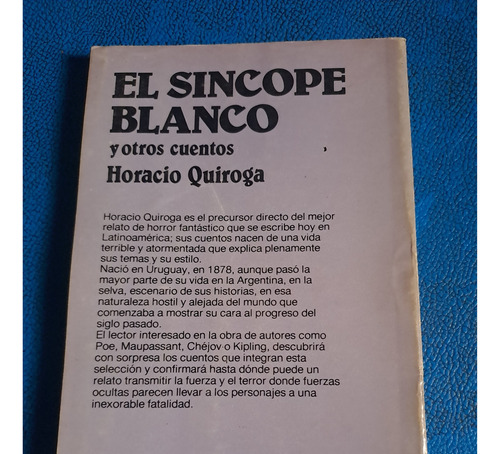 EL SINCOPE
BLANCO
y otros cuentos
Horacio Quiroga
Horacio Quiroga es el precursor directo del mejor
relato de horror fantástico que se escribe hoy en
Latinoamérica; sus cuentos nacen de una vida
terrible y atormentada que explica plenamente
sus temas y su estilo.
Nació en Uruguay, en 1878, aunque pasó la
mayor parte de su vida en la Argentina, en la
selva, escenario de sus historias, en esa
naturaleza hostil y alejada del mundo que
comenzaba a mostrar su cara al progreso del
siglo pasado.
El lector interesado en la obra de autores como
Poe, Maupassant, Chéjov o Kipling, descubrirá
con sorpresa los cuentos que integran esta
selección y confirmará hasta dónde puede un
relato transmitir la fuerza y el terror donde fuerzas
ocultas parecen llevar a los personajes a una
inexorable fatalidad.